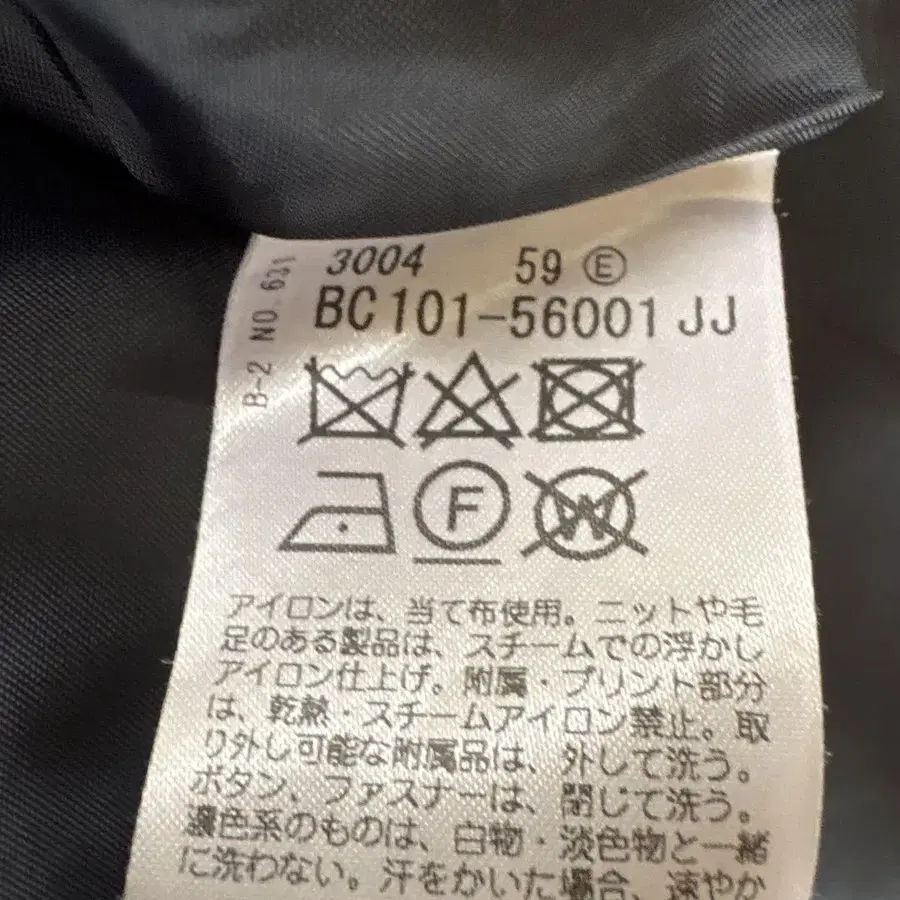 B-2 NO. 631
3004 59 Ⓔ
BC101-56001 JJ
F
W
アイロンは、当て布使用。ニットや毛
足のある製品は、スチームでの浮かし
アイロン仕上げ。附属・プリント部分
は、乾熱・スチームアイロン禁止。取
り外し可能な附属品は、外して洗う。
ボタン、ファスナーは、閉じて洗う。
濃色系のものは、白物・淡色物と一緒
に洗わない。汗をかいた場合、速やか